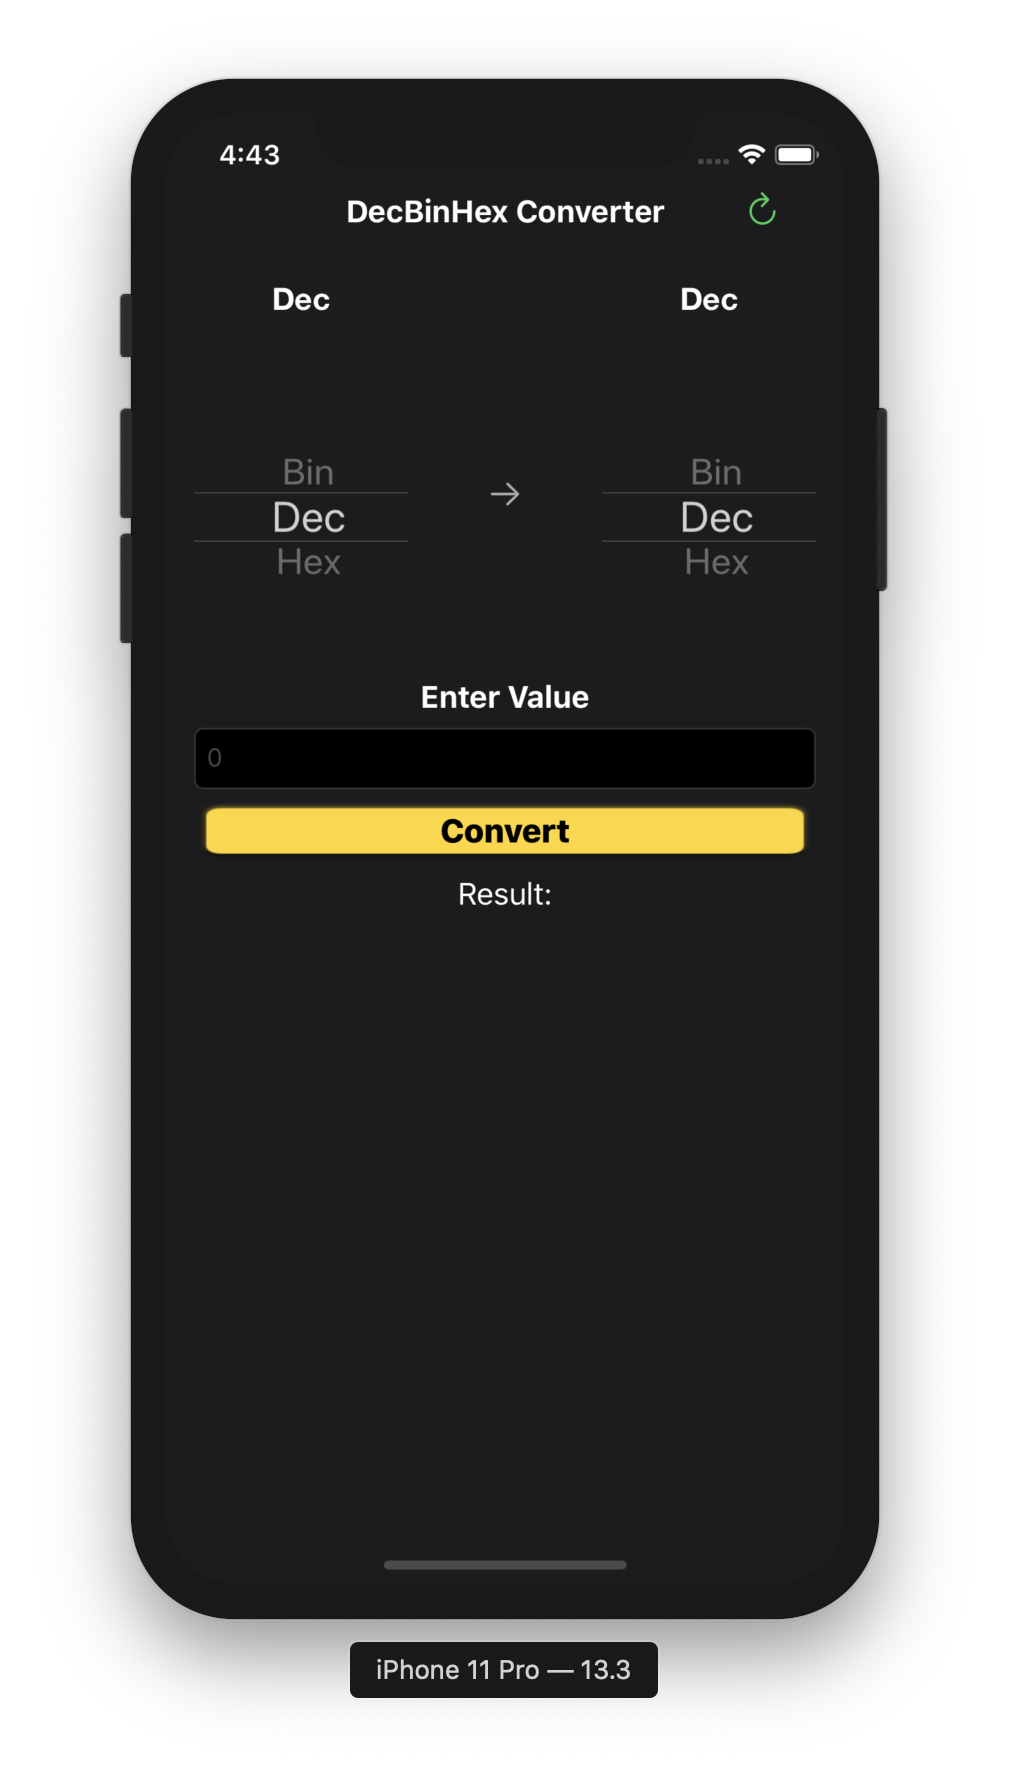 4:43
DecBinHex Converter
Dec Dec
Bin Bin
Dec → Dec
Hex Hex
Enter Value
0
Convert
Result:
iPhone 11 Pro — 13.3